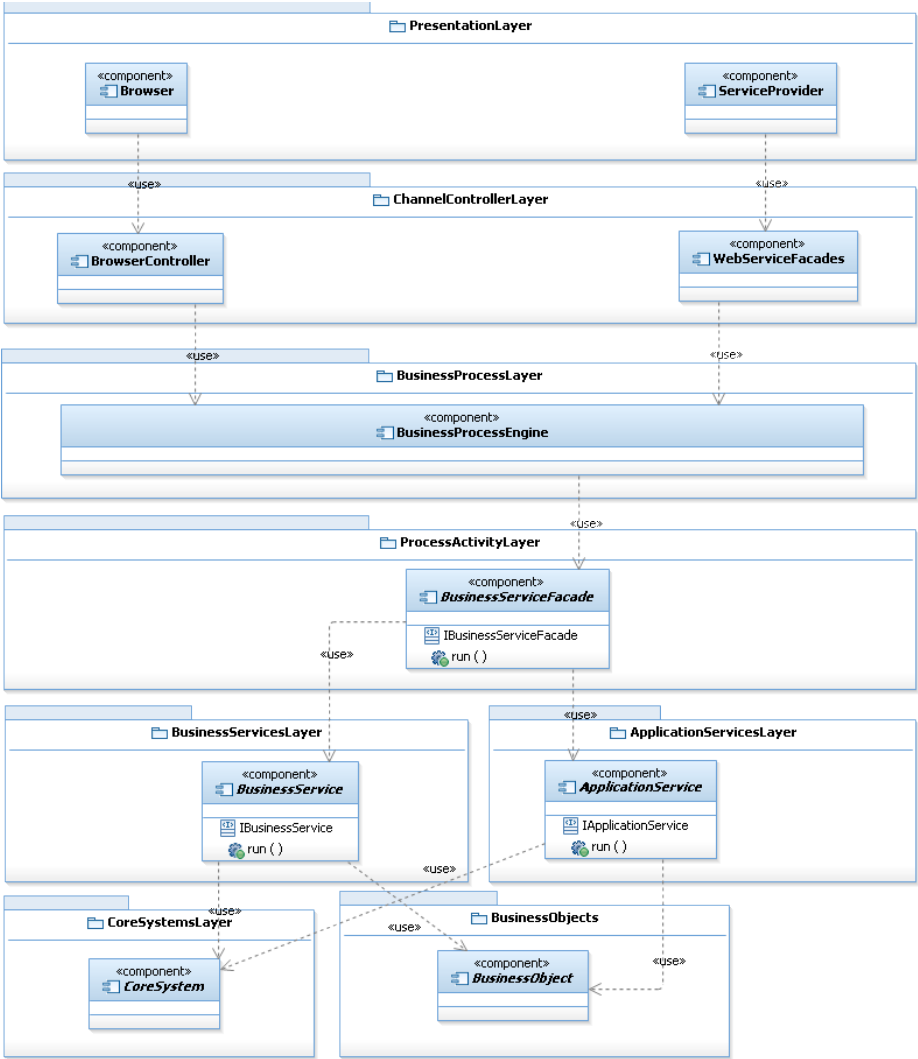 PresentationLayer
«component»
Browser
«component»
ServiceProvider
«use»
«use»
ChannelControllerLayer
«component»
BrowserController
«component»
WebServiceFacades
«use»
«use»
BusinessProcessLayer
«component»
BusinessProcessEngine
«use»
ProcessActivityLayer
«component»
BusinessServiceFacade
IBusinessServiceFacade
run ( )
«use»
«use»
BusinessServicesLayer
ApplicationServicesLayer
«component»
BusinessService
IBusinessService
run ( )
«component»
ApplicationService
IApplicationService
run ( )
«use»
«use»
CoreSystemsLayer
BusinessObjects
«use»
«component»
CoreSystem
«component»
BusinessObject
«use»